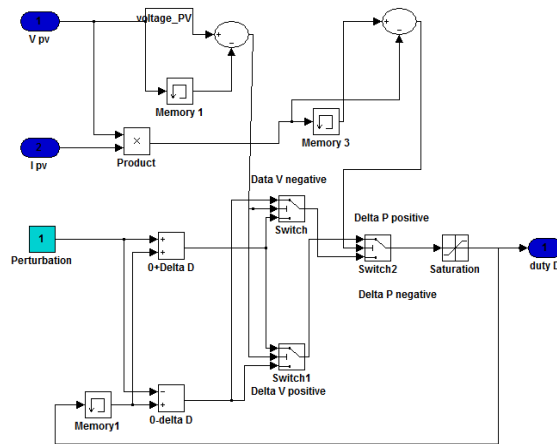 1
voltage_PV
+
−
V pv
Memory 1
+
−
Memory 3
2
I pv
×
Product
Data V negative
Switch
Delta P positive
1
Perturbation
+
+
0+Delta D
Switch2
Saturation
1
duty D
Delta P negative
Switch1
Delta V positive
Memory1
−
+
0-delta D